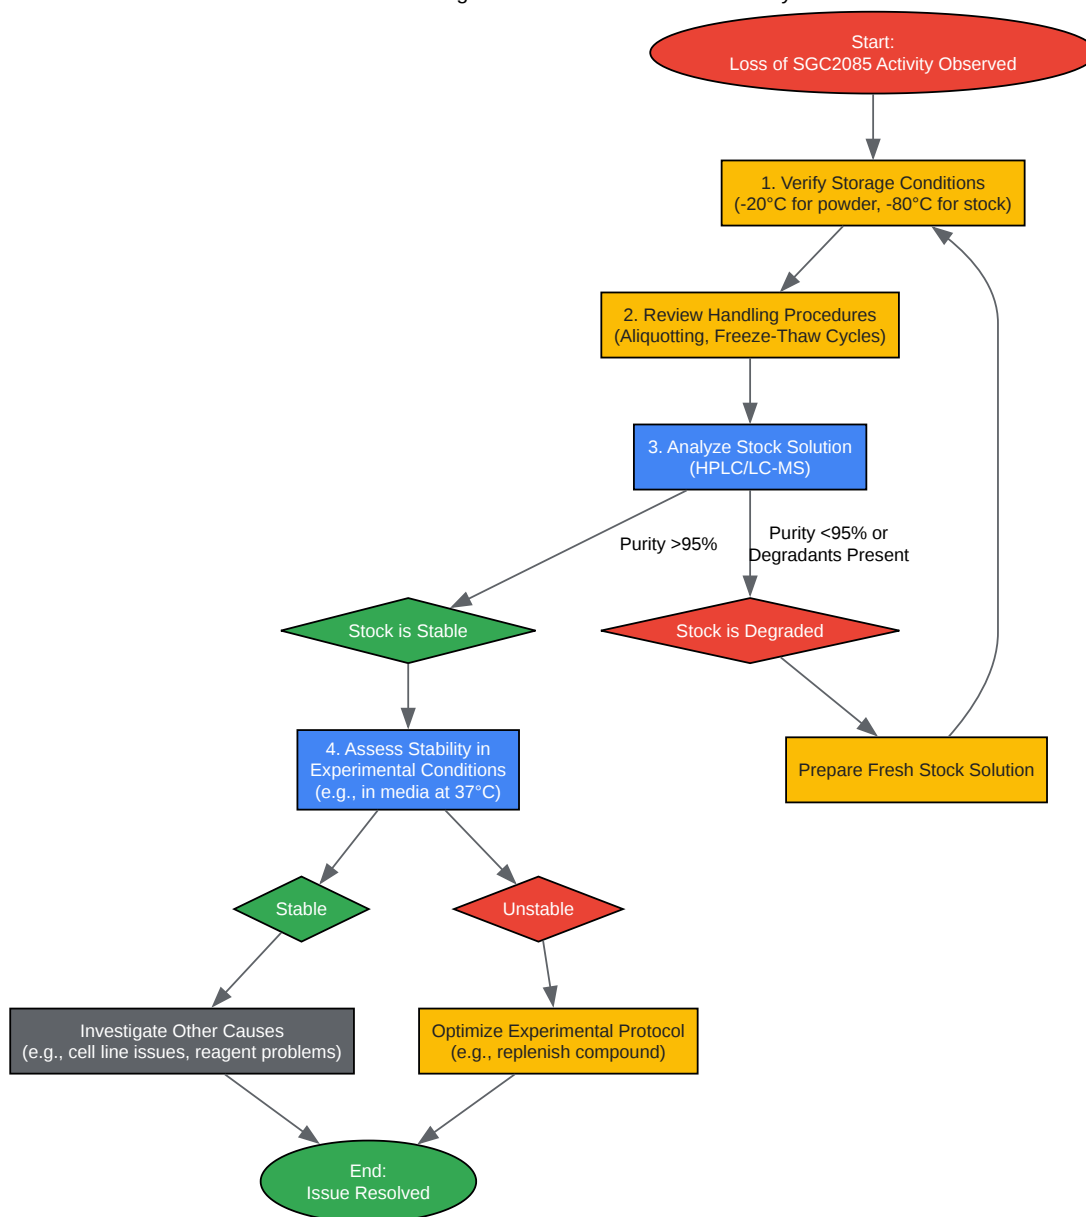 Start:
Loss of SGC2085 Activity Observed
1. Verify Storage Conditions
(-20°C for powder, -80°C for stock)
2. Review Handling Procedures
(Aliquotting, Freeze-Thaw Cycles)
3. Analyze Stock Solution
(HPLC/LC-MS)
Purity >95%
Purity <95% or
Degradants Present
Stock is Stable
Stock is Degraded
4. Assess Stability in
Experimental Conditions
(e.g., in media at 37°C)
Prepare Fresh Stock Solution
Stable
Unstable
Investigate Other Causes
(e.g., cell line issues, reagent problems)
Optimize Experimental Protocol
(e.g., replenish compound)
End:
Issue Resolved